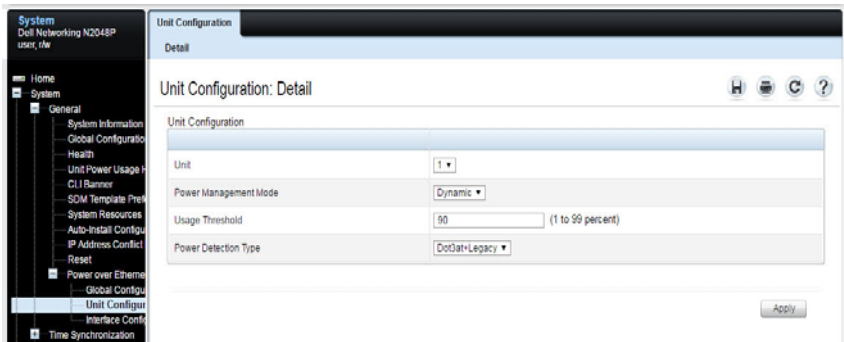 System
Dell Networking N2048P
user, r/w
Home
System
General
System Information
Global Configuratio
Health
Unit Power Usage H
CLI Banner
SDM Template Prefe
System Resources
Auto-Install Configu
IP Address Conflict
Reset
Power over Etherne
Global Configu
Unit Configur
Interface Config
Time Synchronization
Unit Configuration
Detail
Unit Configuration: Detail
Unit Configuration
Unit 1
Power Management Mode Dynamic
Usage Threshold 90 (1 to 99 percent)
Power Detection Type Dot3at+Legacy
Apply